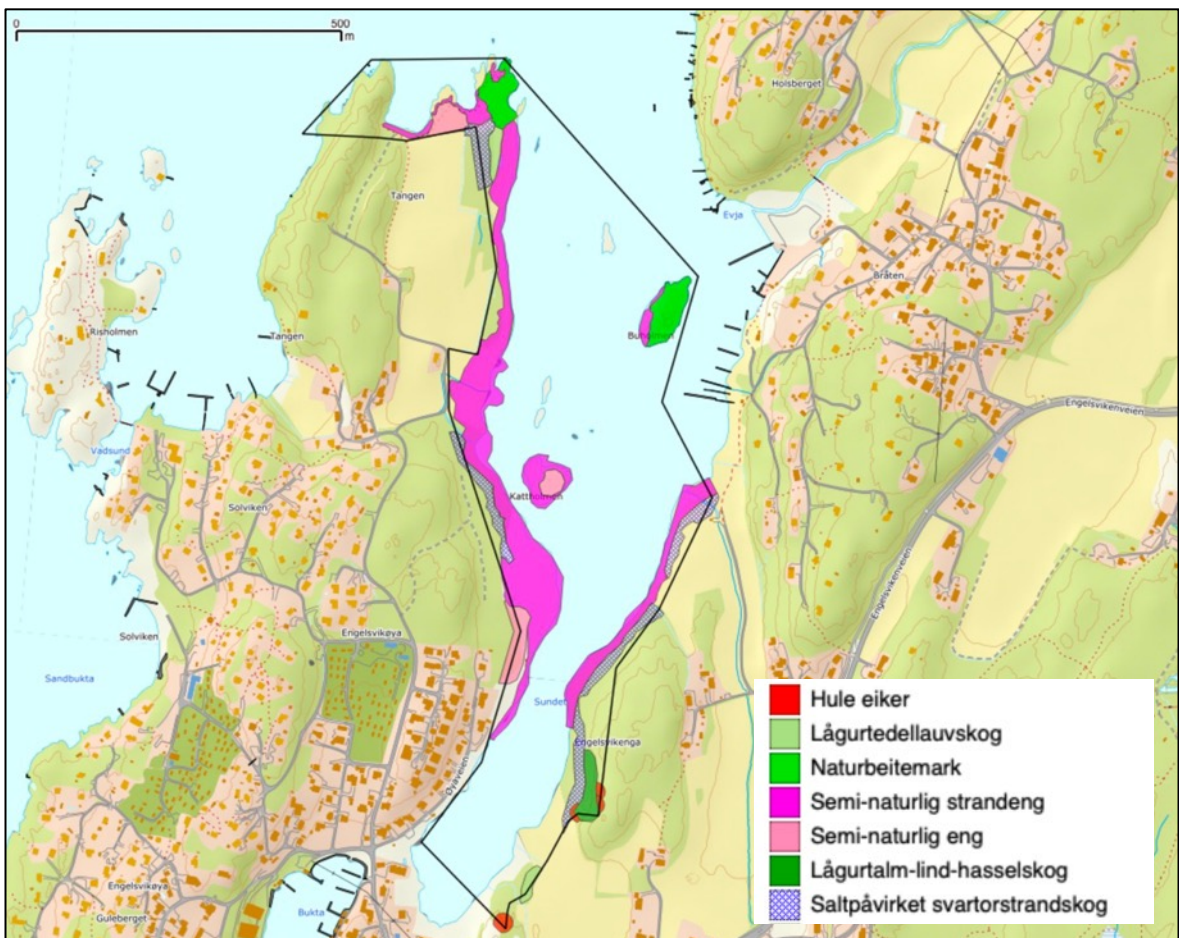 0
500
m
Holsberget
Tangen
Evjø
Bråten
Risholmen
Tangen
Engelsvikenveien
Vadsund
Kattholmen
Solviken
Engelsvikenveien
Solviken
Engelsvikøya
Sandbukta
Sundet
Engelsvikenga
Øyaveien
Engelsvikøya
Guleberget
Bukta
Hule eiker
Lågurtedellauvskog
Naturbeitemark
Semi-naturlig strandeng
Semi-naturlig eng
Lågurtalm-lind-hasselskog
Saltpåvirket svartorstrandskog